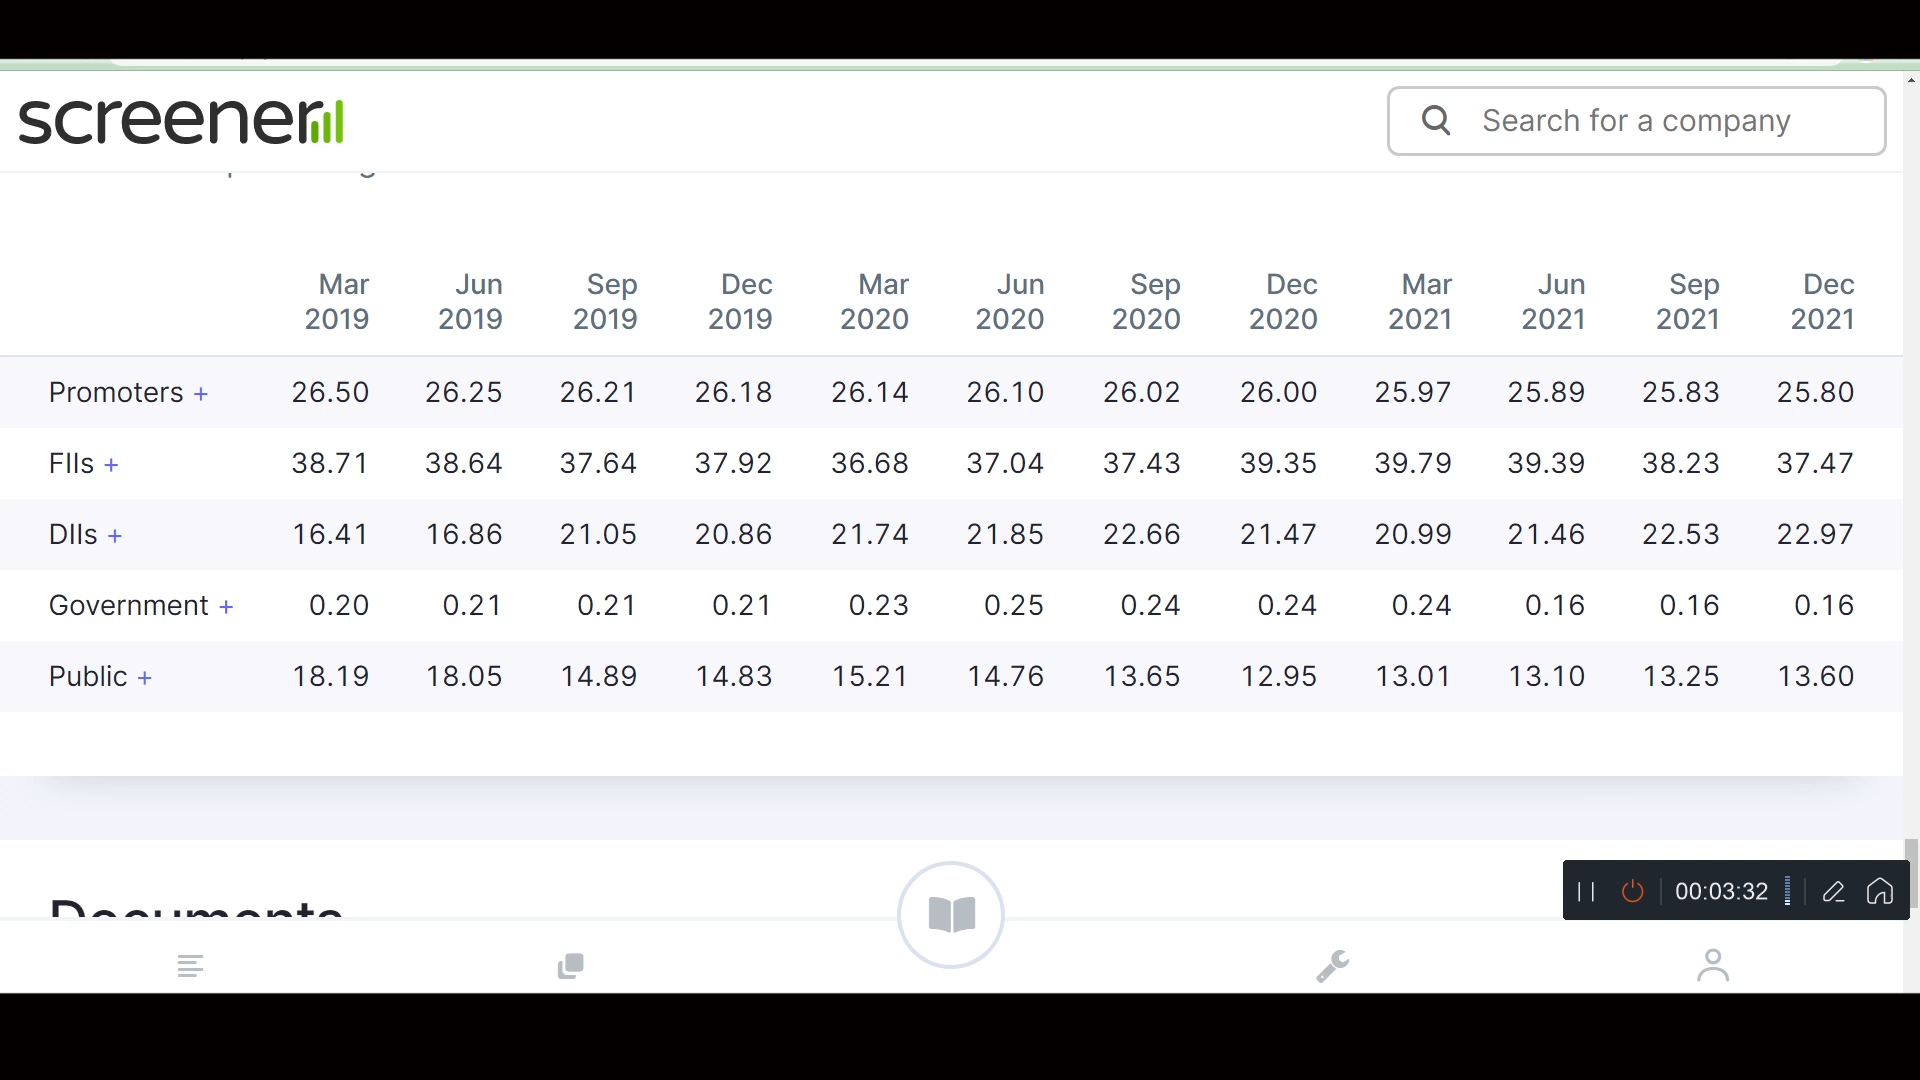 screener
Search for a company
Mar Jun Sep Dec Mar Jun Sep Dec Mar Jun Sep Dec
2019 2019 2019 2019 2020 2020 2020 2020 2021 2021 2021 2021
Promoters + 26.50 26.25 26.21 26.18 26.14 26.10 26.02 26.00 25.97 25.89 25.83 25.80
FIIs + 38.71 38.64 37.64 37.92 36.68 37.04 37.43 39.35 39.79 39.39 38.23 37.47
DIIs + 16.41 16.86 21.05 20.86 21.74 21.85 22.66 21.47 20.99 21.46 22.53 22.97
Government + 0.20 0.21 0.21 0.21 0.23 0.25 0.24 0.24 0.24 0.16 0.16 0.16
Public + 18.19 18.05 14.89 14.83 15.21 14.76 13.65 12.95 13.01 13.10 13.25 13.60
Documents
00:03:32